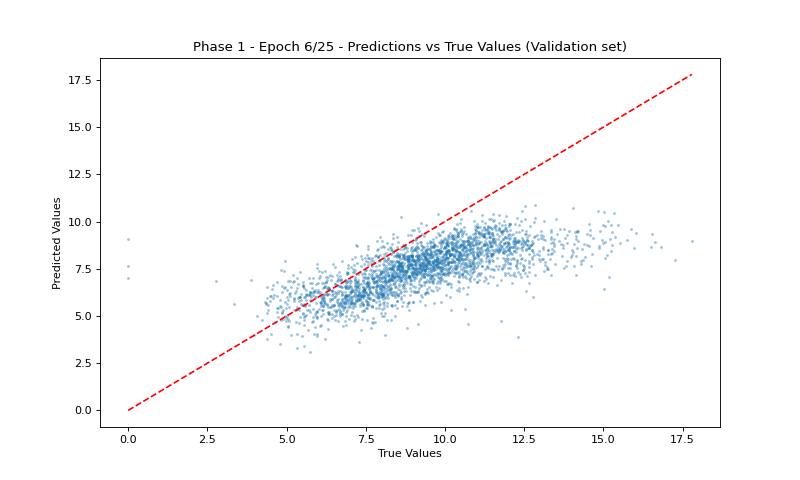 Phase 1 - Epoch 6/25 - Predictions vs True Values (Validation set)
17.5
15.0
12.5
10.0
7.5
5.0
2.5
0.0
Predicted Values
0.0 2.5 5.0 7.5 10.0 12.5 15.0 17.5
True Values